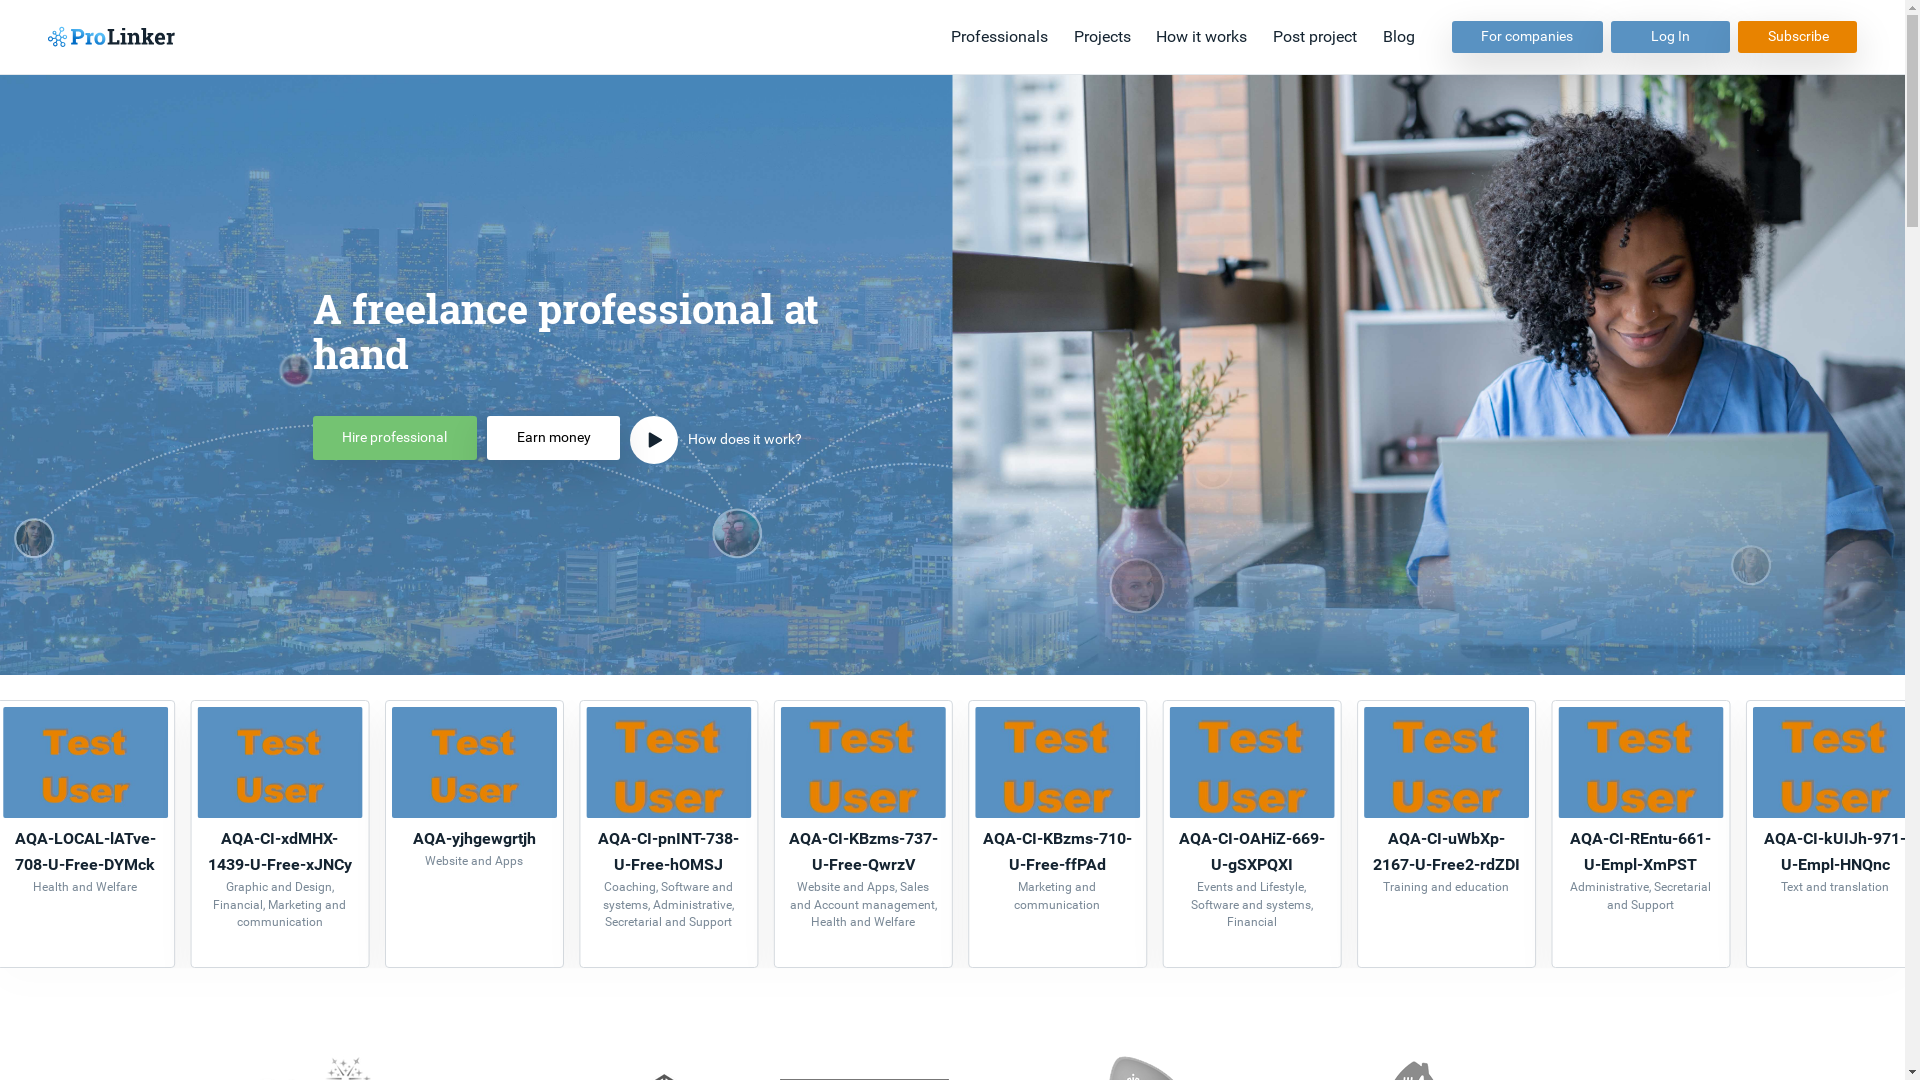 ProLinker
Professionals
Projects
How it works
Post project
Blog
For companies
Log In
Subscribe
A freelance professional at
hand
Hire professional
Earn money
How does it work?
Test
User
AQA-LOCAL-lATve-
708-U-Free-DYMck
Health and Welfare
Test
User
AQA-CI-xdMHX-
1439-U-Free-xJNCy
Graphic and Design,
Financial, Marketing and
communication
Test
User
AQA-yjhgewgrtjh
Website and Apps
Test
User
AQA-CI-pnINT-738-
U-Free-hOMSJ
Coaching, Software and
systems, Administrative,
Secretarial and Support
Test
User
AQA-CI-KBzms-737-
U-Free-QwrzV
Website and Apps, Sales
and Account management,
Health and Welfare
Test
User
AQA-CI-KBzms-710-
U-Free-ffPAd
Marketing and
communication
Test
User
AQA-CI-OAHiZ-669-
U-gSXPQXI
Events and Lifestyle,
Software and systems,
Financial
Test
User
AQA-CI-uWbXp-
2167-U-Free2-rdZDI
Training and education
Test
User
AQA-CI-REntu-661-
U-Empl-XmPST
Administrative, Secretarial
and Support
Test
User
AQA-CI-kUIJh-971-
U-Empl-HNQnc
Text and translation